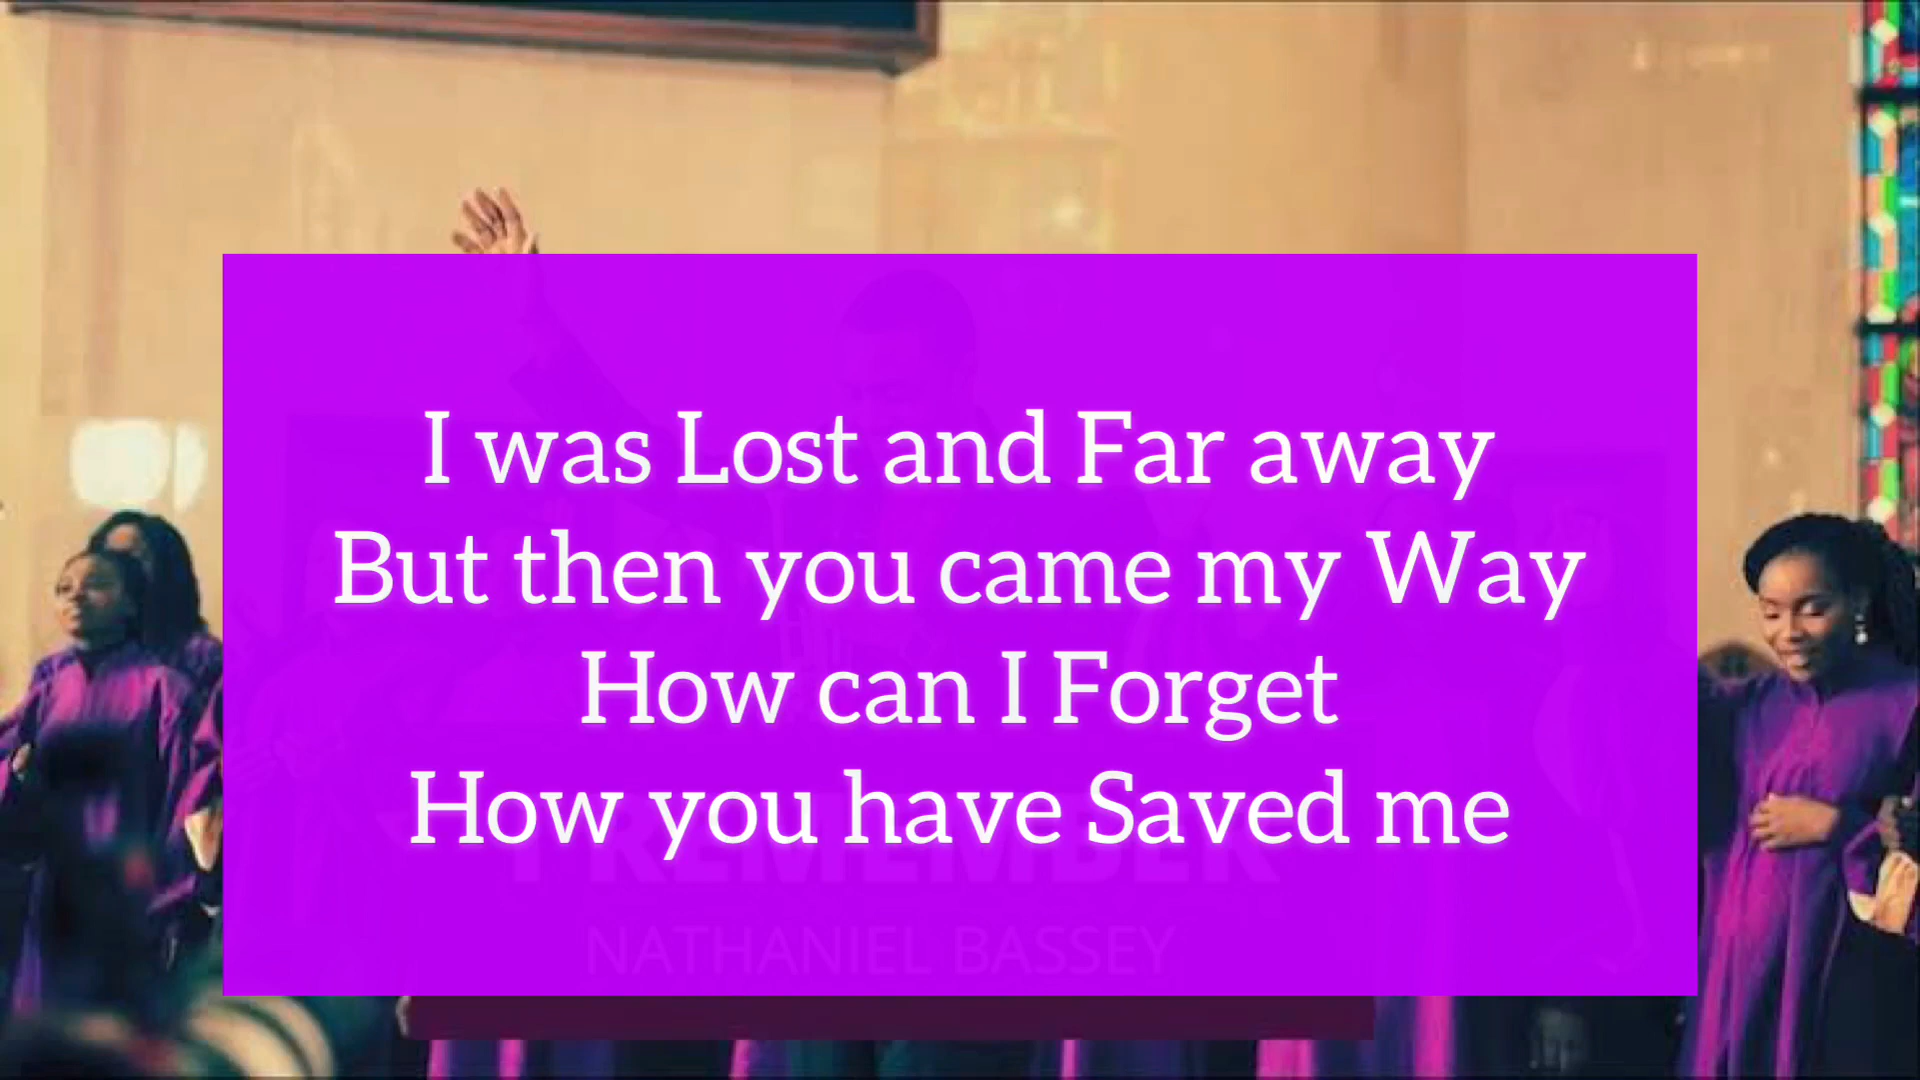 I was Lost and Far away
But then you came my Way
How can I Forget
How you have Saved me
I REMEMBER
NATHANIEL BASSEY